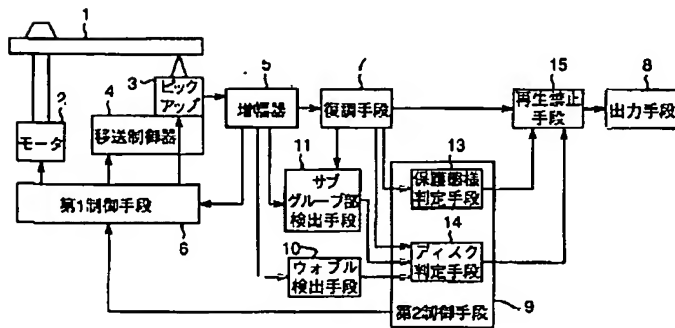 1
2
モータ
3
ピック
アップ
4
移送制御器
第1制御手段
6
5
増幅器
7
復調手段
11
サブ
グループ部
検出手段
10
ウォブル
検出手段
13
保護態様
判定手段
14
ディスク
判定手段
第2制御手段
9
15
再生禁止
手段
8
出力手段